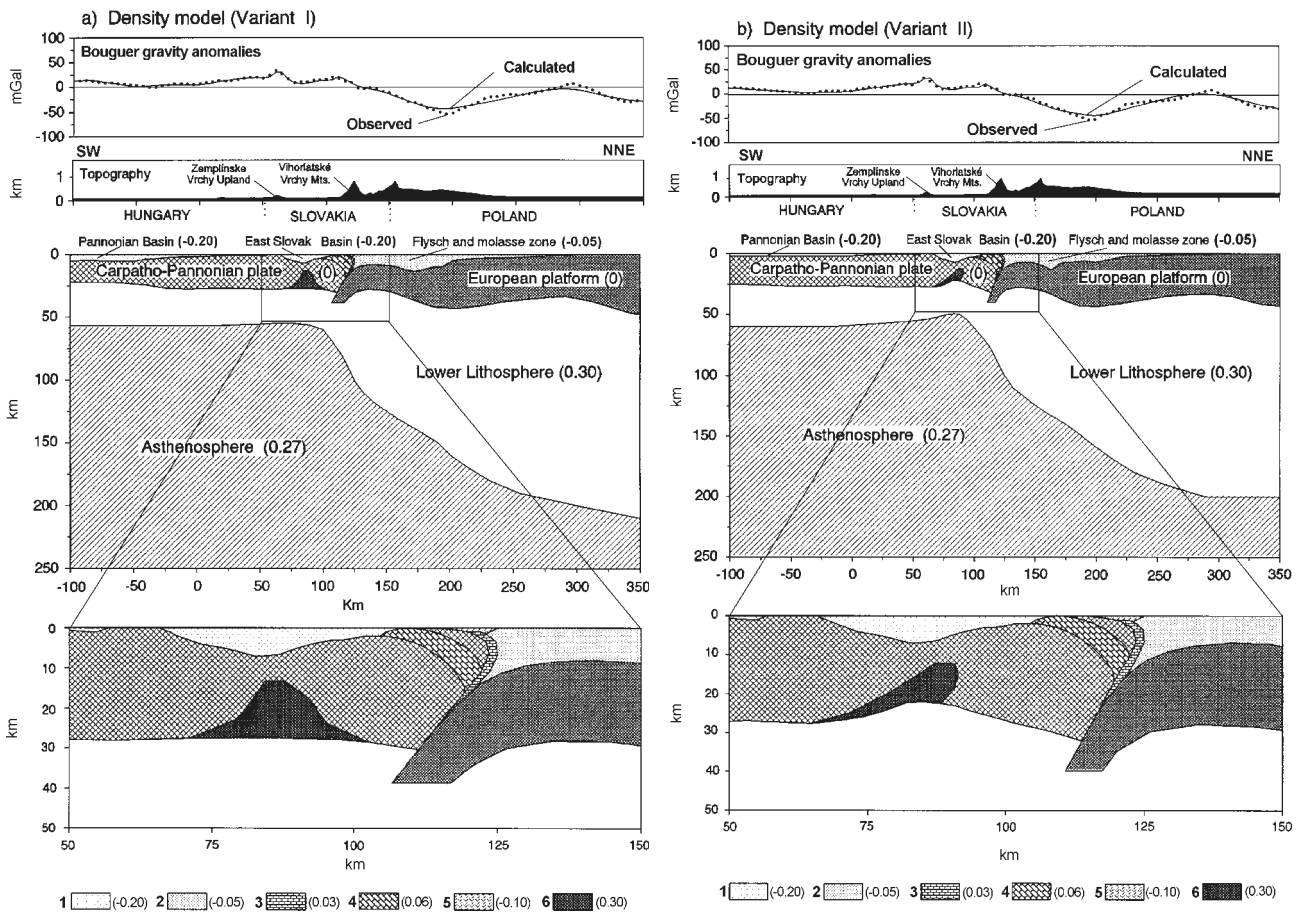 a) Density model (Variant I)
100
50
0
-50
-100
mGal
Bouguer gravity anomalies
Calculated
Observed
SW
NNE
km
1
0
Topography
Zemplínske
Vrchy Upland
Vihorlatské
Vrchy Mts.
HUNGARY
SLOVAKIA
POLAND
Pannonian Basin (-0.20)
East Slovak Basin (-0.20)
Flysch and molasse zone (-0.05)
Carpatho-Pannonian plate
(0)
European platform (0)
Lower Lithosphere (0.30)
Asthenosphere (0.27)
0
50
100
150
200
250
km
-100 -50 0 50 100 150 200 250 300 350
Km
0
10
20
30
40
50
50 75 100 150
km
1 (-0.20) 2 (-0.05) 3 (0.03) 4 (0.06) 5 (-0.10) 6 (0.30)
b) Density model (Variant II)
100
50
0
-50
-100
mGal
Bouguer gravity anomalies
Calculated
Observed
SW
NNE
km
1
0
Topography
Zemplínske
Vrchy Upland
Vihorlatské
Vrchy Mts.
HUNGARY
SLOVAKIA
POLAND
Pannonian Basin (-0.20)
East Slovak Basin (-0.20)
Flysch and molasse zone (-0.05)
Carpatho-Pannonian plate
(0)
European platform (0)
Lower Lithosphere (0.30)
Asthenosphere (0.27)
0
50
100
150
200
250
km
-100 -50 0 50 100 150 200 250 300 350
km
0
10
20
30
40
50
50 75 100 125 150
km
1 (-0.20) 2 (-0.05) 3 (0.03) 4 (0.06) 5 (-0.10) 6 (0.30)